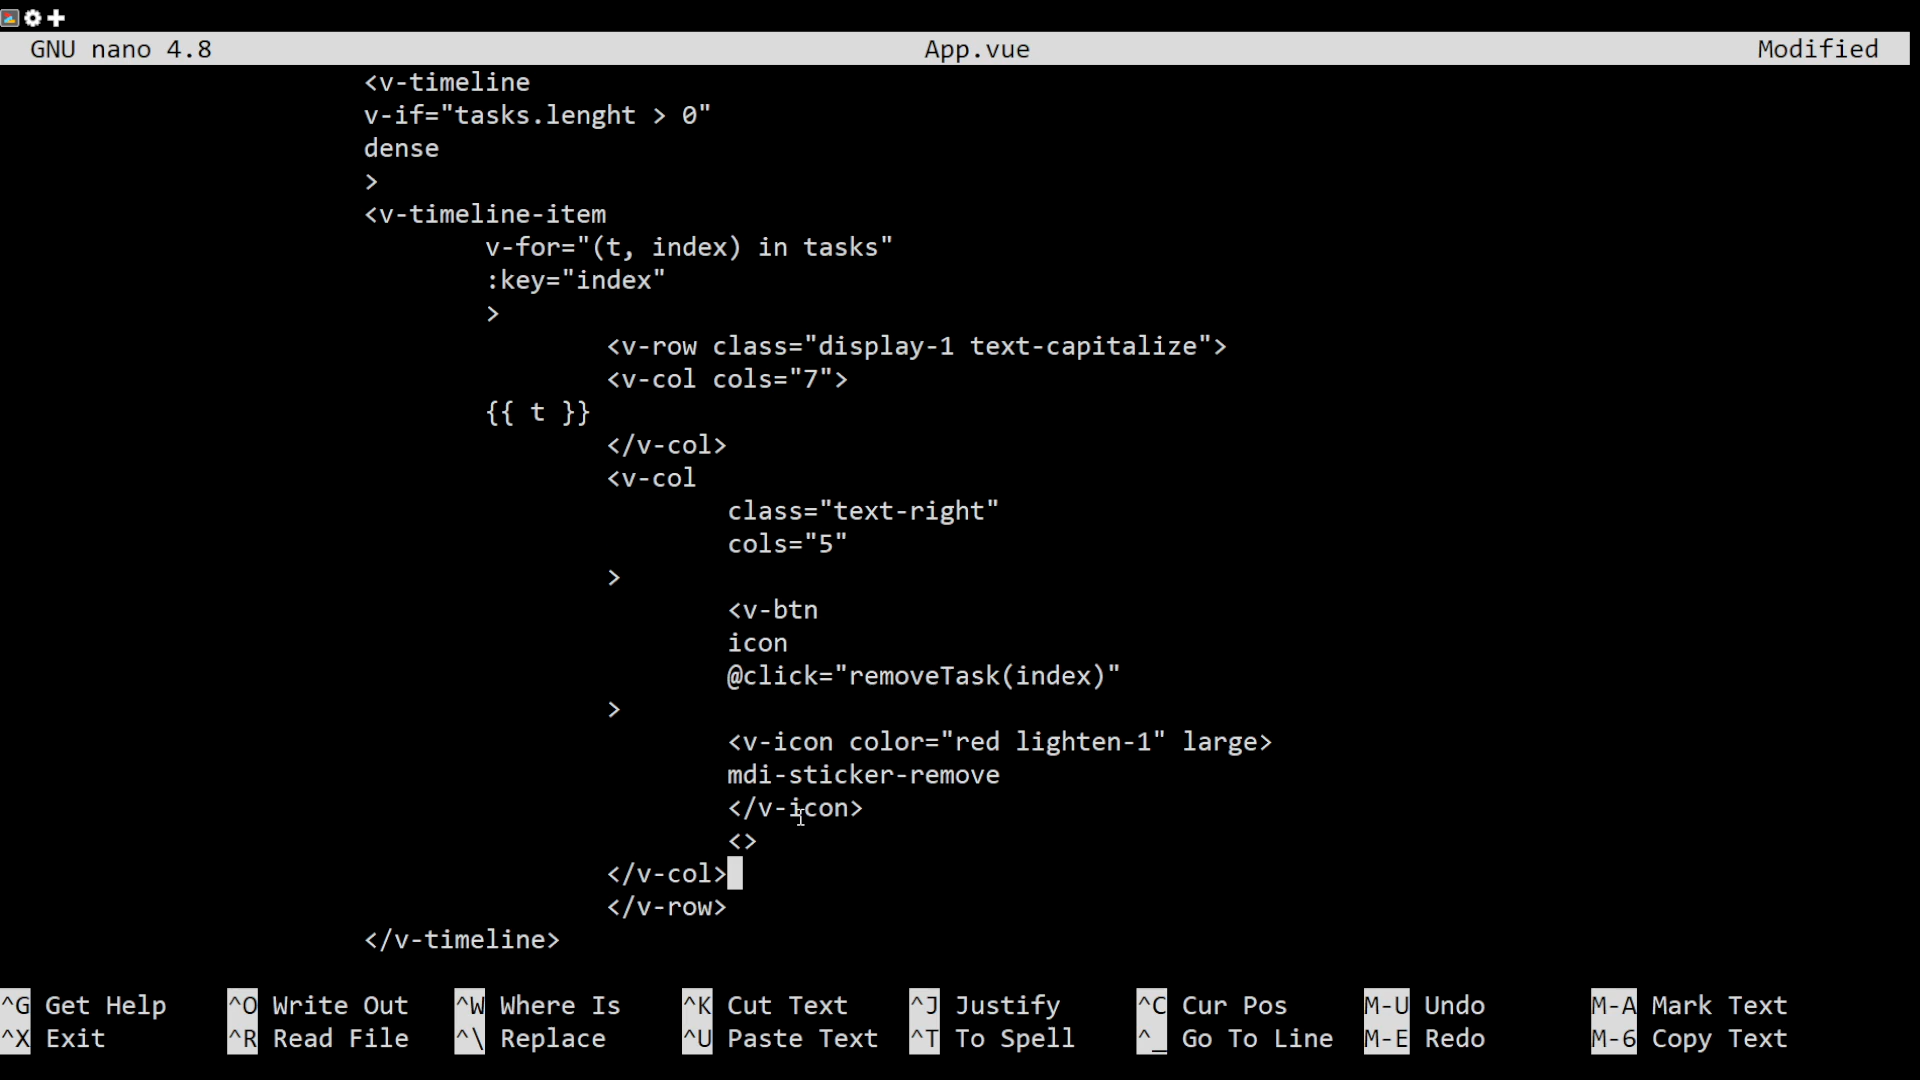 GNU nano 4.8 App.vue Modified
<v-timeline
v-if="tasks.lenght > 0"
dense
>
<v-timeline-item
v-for="(t, index) in tasks"
:key="index"
>
<v-row class="display-1 text-capitalize">
<v-col cols="7">
{{ t }}
</v-col>
<v-col
class="text-right"
cols="5"
>
<v-btn
icon
@click="removeTask(index)"
>
<v-icon color="red lighten-1" large>
mdi-sticker-remove
</v-icon>
<>
</v-col>
</v-row>
</v-timeline>
^G Get Help ^O Write Out ^W Where Is ^K Cut Text ^J Justify ^C Cur Pos M-U Undo M-A Mark Text
^X Exit ^R Read File ^\ Replace ^U Paste Text ^T To Spell ^_ Go To Line M-E Redo M-6 Copy Text